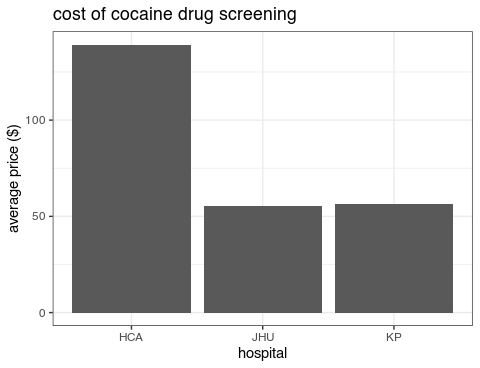 cost of cocaine drug screening
average price ($)
100
50
0
HCA
JHU
KP
hospital